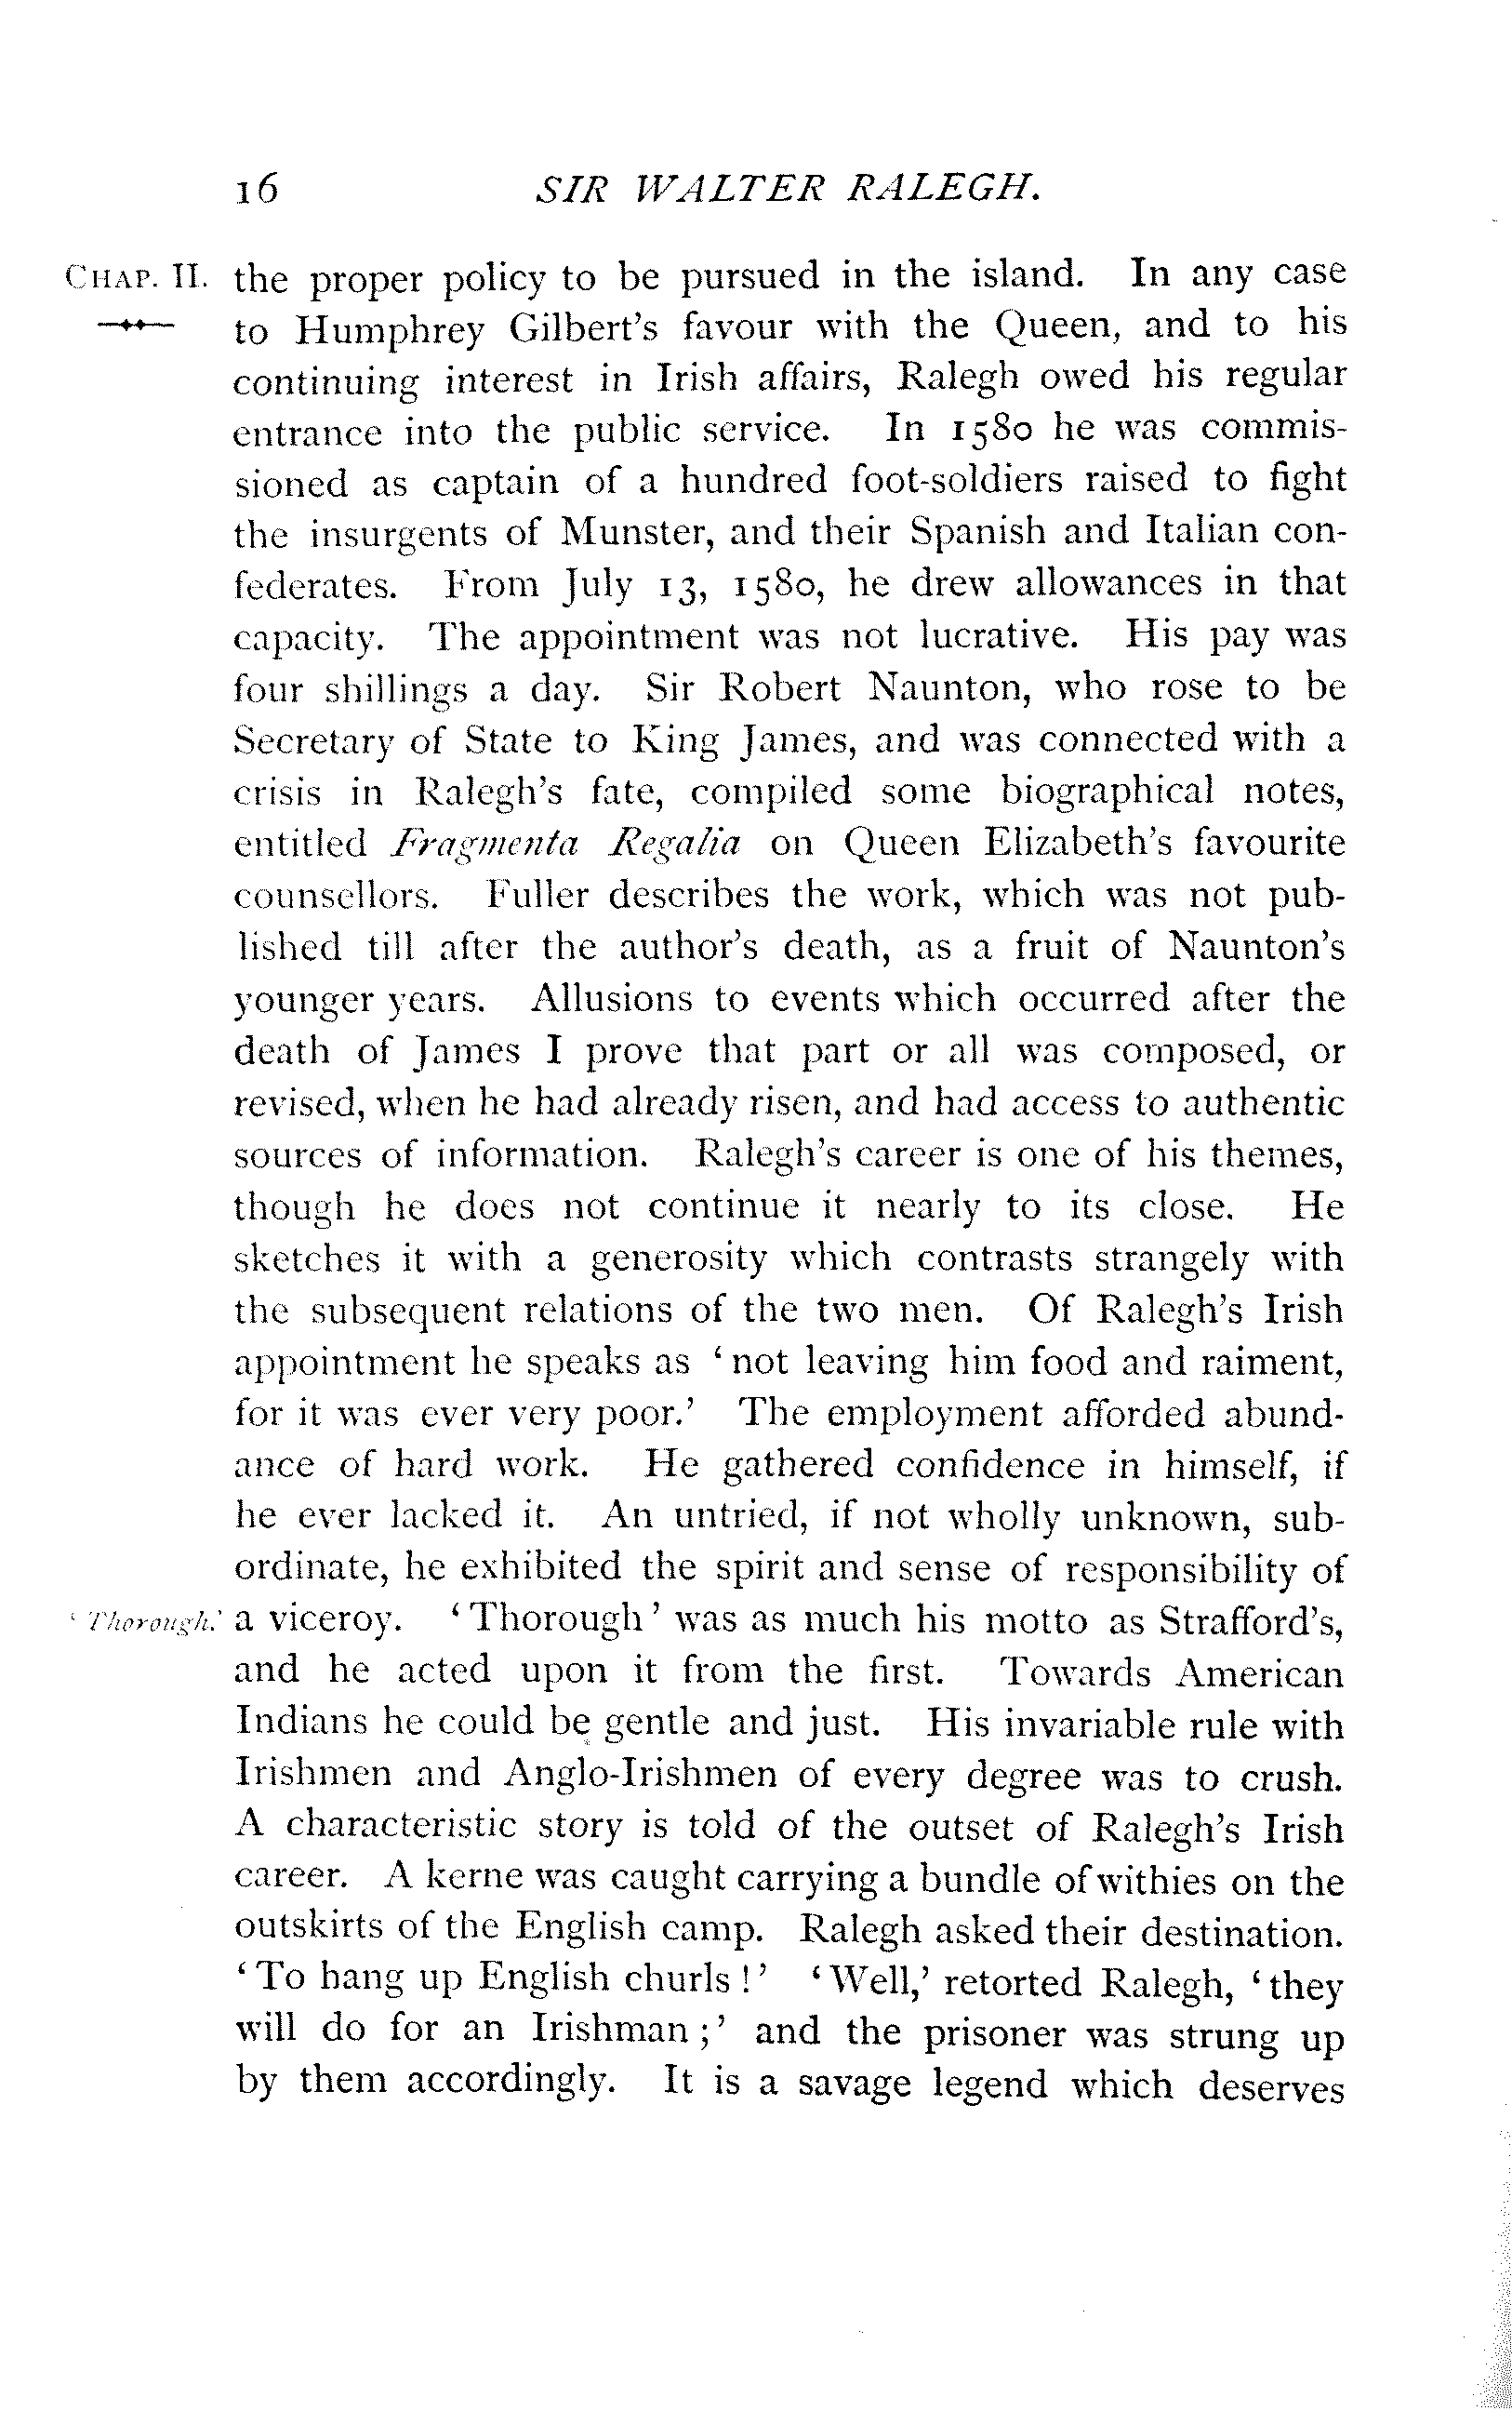 16 SIR WALTER RALEGH.
CHAP. II. the proper policy to be pursued in the island. In any case
to Humphrey Gilbert's favour with the Queen, and to his
continuing interest in Irish affairs, Ralegh owed his regular
entrance into the public service. In 1580 he was commis-
sioned as captain of a hundred foot-soldiers raised to fight
the insurgents of Munster, and their Spanish and Italian con-
federates. From July 13, 1580, he drew allowances in that
capacity. The appointment was not lucrative. His pay was
four shillings a day. Sir Robert Naunton, who rose to be
Secretary of State to King James, and was connected with a
crisis in Ralegh's fate, compiled some biographical notes,
entitled Fragmenta Regalia on Queen Elizabeth's favourite
counsellors. Fuller describes the work, which was not pub-
lished till after the author's death, as a fruit of Naunton's
younger years. Allusions to events which occurred after the
death of James I prove that part or all was composed, or
revised, when he had already risen, and had access to authentic
sources of information. Ralegh's career is one of his themes,
though he does not continue it nearly to its close. He
sketches it with a generosity which contrasts strangely with
the subsequent relations of the two men. Of Ralegh's Irish
appointment he speaks as ‘not leaving him food and raiment,
for it was ever very poor.’ The employment afforded abund-
ance of hard work. He gathered confidence in himself, if
he ever lacked it. An untried, if not wholly unknown, sub-
ordinate, he exhibited the spirit and sense of responsibility of
‘Thorough.’ a viceroy. ‘Thorough’ was as much his motto as Strafford's,
and he acted upon it from the first. Towards American
Indians he could be gentle and just. His invariable rule with
Irishmen and Anglo-Irishmen of every degree was to crush.
A characteristic story is told of the outset of Ralegh's Irish
career. A kerne was caught carrying a bundle of withies on the
outskirts of the English camp. Ralegh asked their destination.
‘To hang up English churls!’ ‘Well,’ retorted Ralegh, ‘they
will do for an Irishman;’ and the prisoner was strung up
by them accordingly. It is a savage legend which deserves